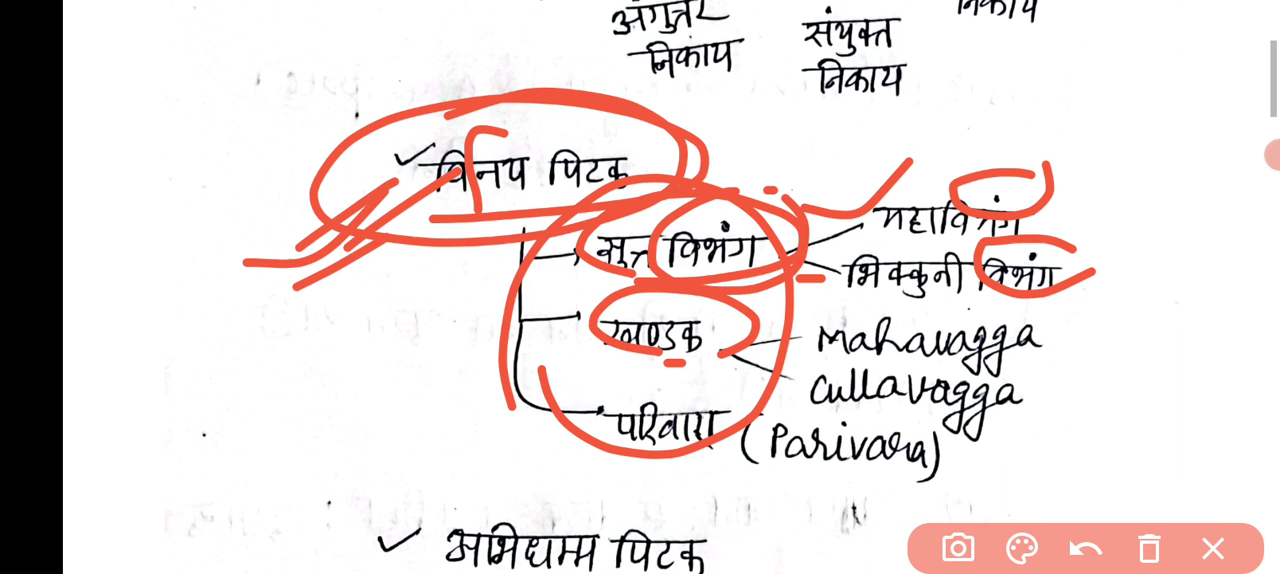 अंगुत्तर
निकाय
संयुक्त
निकाय
निकाय
विनय पिटक
सुत्त विभंग
महाविभंग
भिक्कुनी विभंग
खण्डक
Mahavagga
Cullavagga
परिवारा (Parivara)
अभिधम्म पिटक